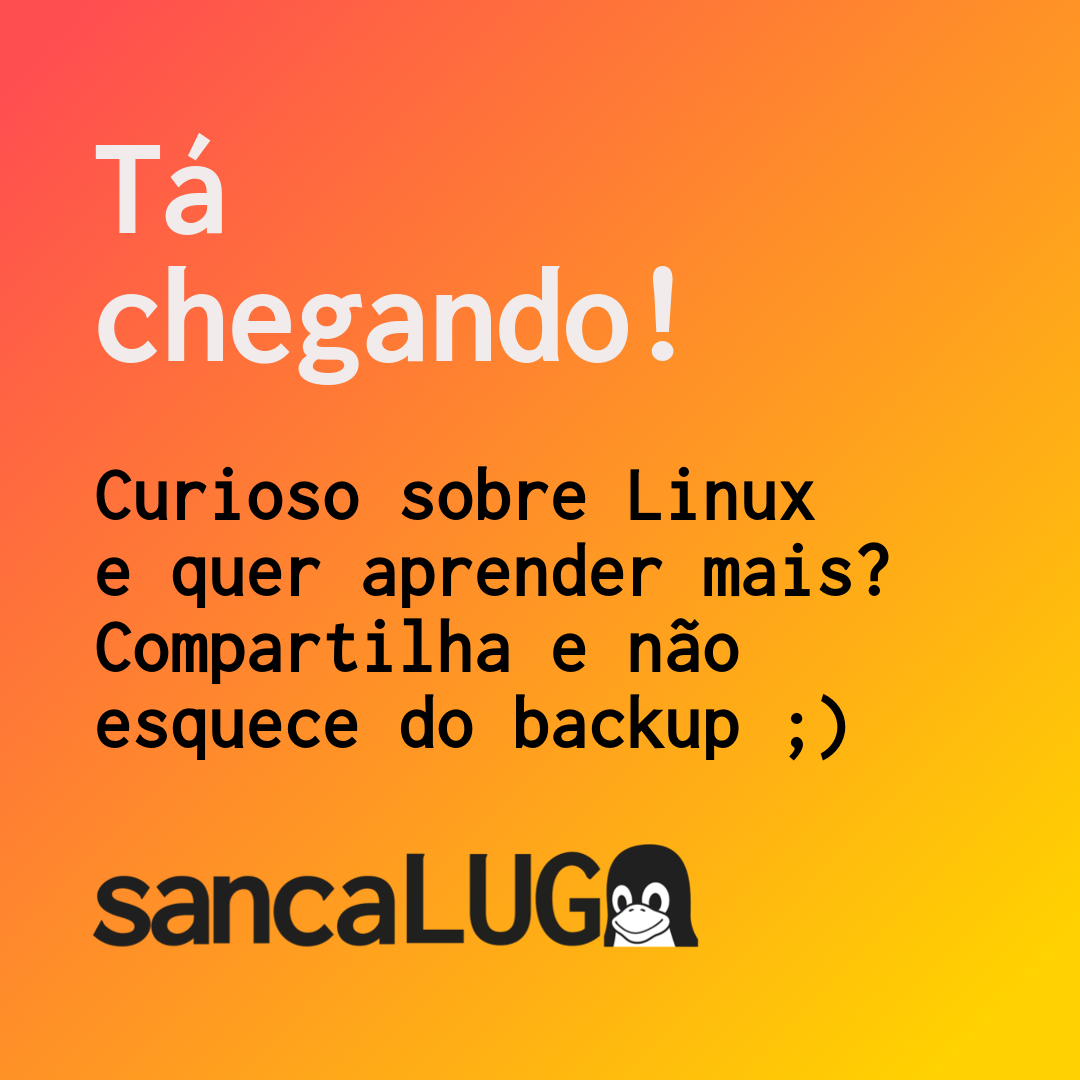 Tá
chegando!
Curioso sobre Linux
e quer aprender mais?
Compartilha e não
esquece do backup ;)
sancaLUG